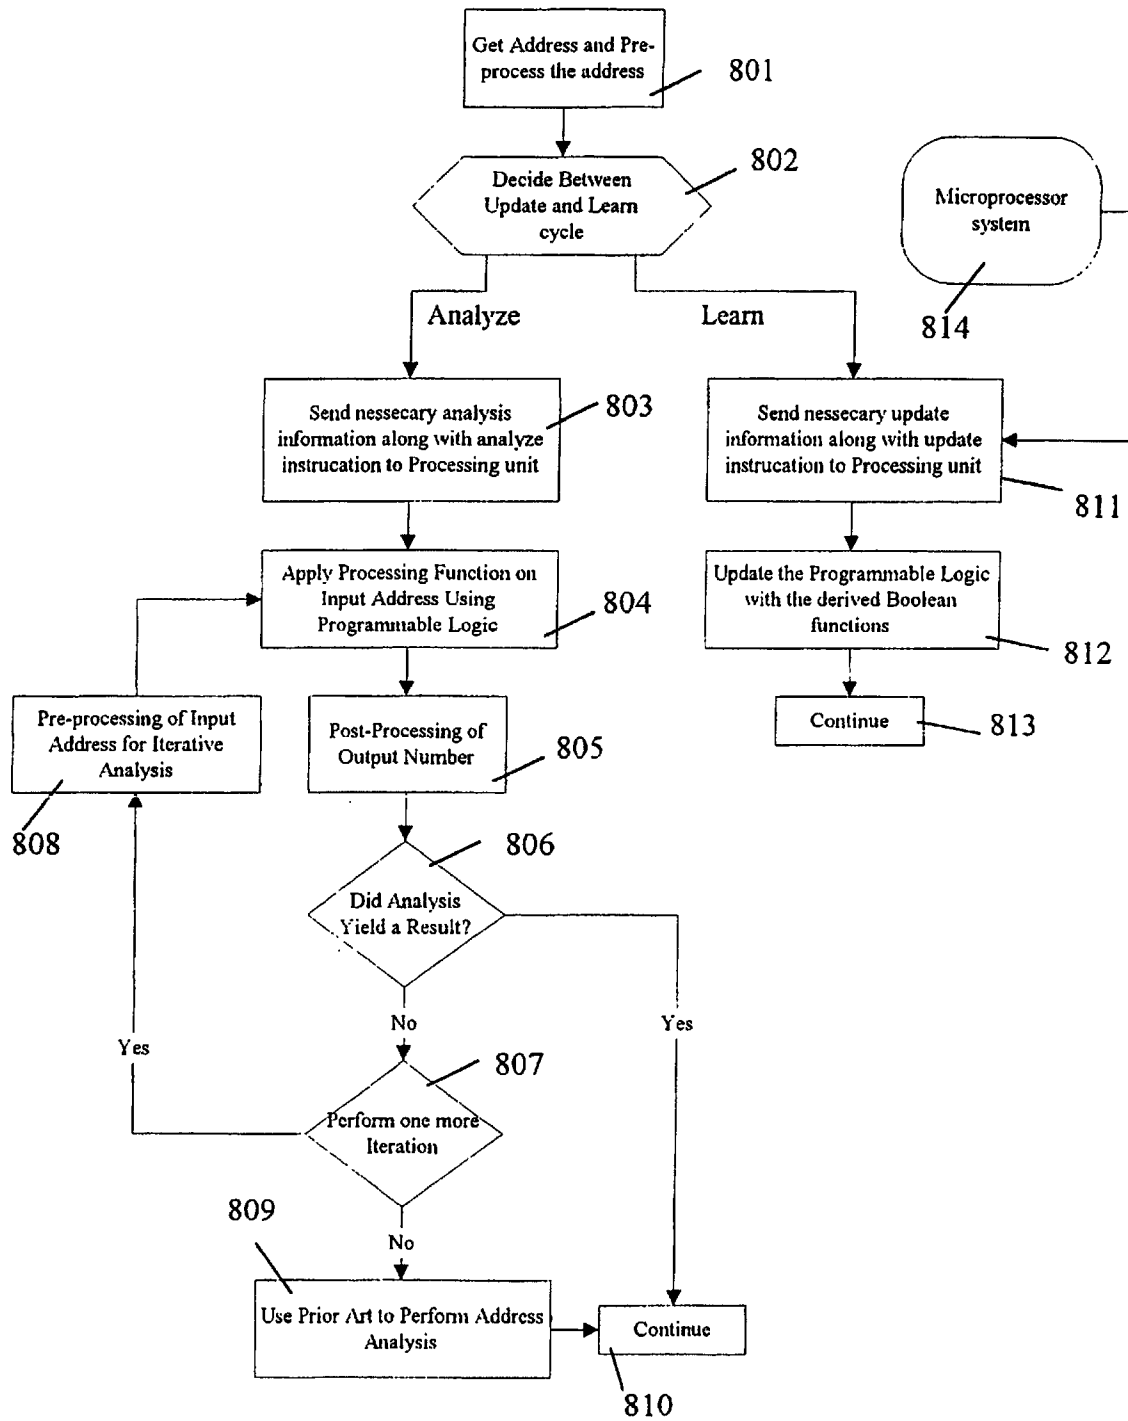 Get Address and Pre-
process the address
801
Decide Between
Update and Learn
cycle
802
Microprocessor
system
814
Analyze
Learn
Send nessecary analysis
information along with analyze
instrucation to Processing unit
803
Send nessecary update
information along with update
instrucation to Processing unit
811
Apply Processing Function on
Input Address Using
Programmable Logic
804
Update the Programmable Logic
with the derived Boolean
functions
812
Pre-processing of Input
Address for Iterative
Analysis
808
Post-Processing of
Output Number
805
Continue
813
Did Analysis
Yield a Result?
806
No
Yes
Yes
Perform one more
Iteration
807
No
809
Use Prior Art to Perform Address
Analysis
Continue
810